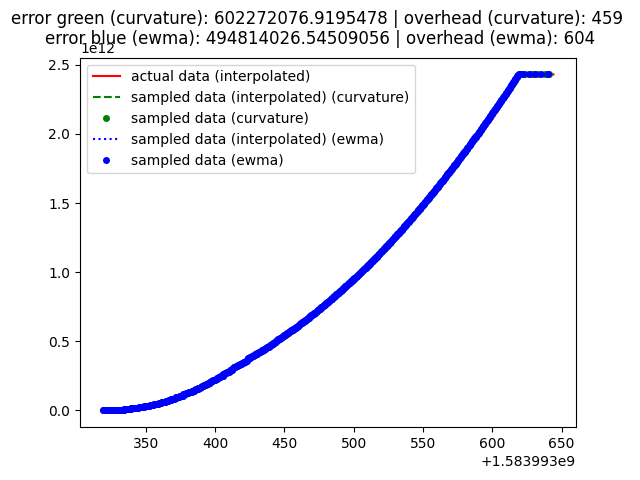 error green (curvature): 602272076.9195478 | overhead (curvature): 459
error blue (ewma): 494814026.54509056 | overhead (ewma): 604
1e12
actual data (interpolated)
sampled data (interpolated) (curvature)
sampled data (curvature)
sampled data (interpolated) (ewma)
sampled data (ewma)
2.5
2.0
1.5
1.0
0.5
0.0
350 400 450 500 550 600 650
+1.583993e9